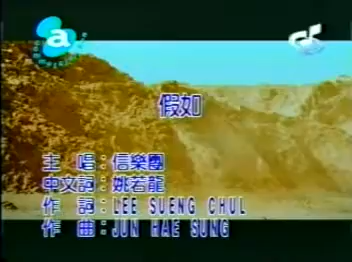 a
假如
主　唱：信樂團
中文詞：姚若龍
作　詞：LEE SUENG CHUL
作　曲：JUN HAE SUNG